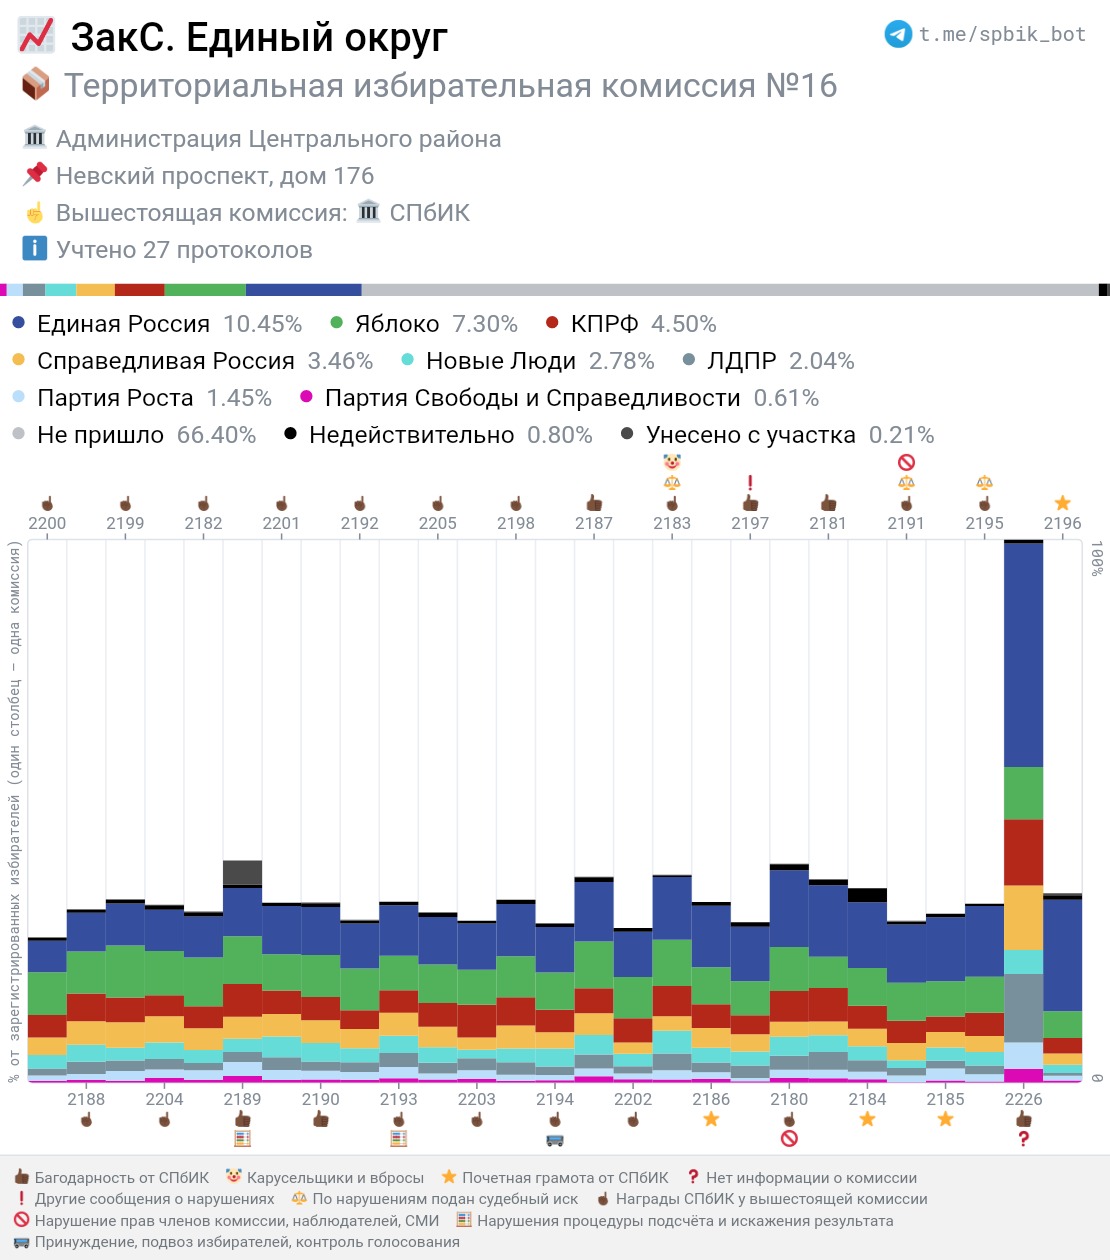 ЗакС. Единый округ
t.me/spbik_bot
Территориальная избирательная комиссия №16
Администрация Центрального района
Невский проспект, дом 176
Вышестоящая комиссия: СПбИК
Учтено 27 протоколов
Единая Россия 10.45% Яблоко 7.30% КПРФ 4.50%
Справедливая Россия 3.46% Новые Люди 2.78% ЛДПР 2.04%
Партия Роста 1.45% Партия Свободы и Справедливости 0.61%
Не пришло 66.40% Недействительно 0.80% Унесено с участка 0.21%
2200 2199 2182 2201 2192 2205 2198 2187 2183 2197 2181 2191 2195 2196
% от зарегистрированных избирателей (один столбец — одна комиссия)
100%
0
2188 2204 2189 2190 2193 2203 2194 2202 2186 2180 2184 2185 2226
Багодарность от СПбИК Карусельщики и вбросы Почетная грамота от СПбИК Нет информации о комиссии
Другие сообщения о нарушениях По нарушениям подан судебный иск Награды СПбИК у вышестоящей комиссии
Нарушение прав членов комиссии, наблюдателей, СМИ Нарушения процедуры подсчёта и искажения результата
Принуждение, подвоз избирателей, контроль голосования